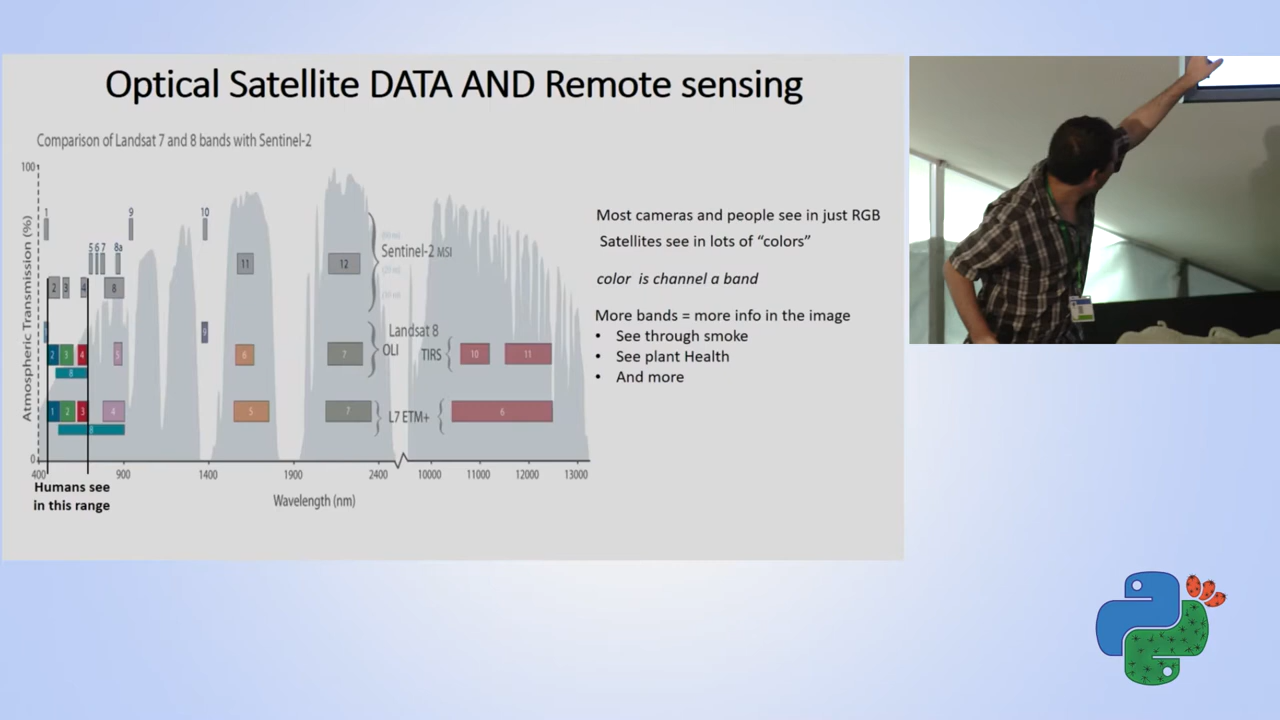 Optical Satellite DATA AND Remote sensing
Comparison of Landsat 7 and 8 bands with Sentinel-2
100
Atmospheric Transmission (%)
0
1
9
10
5 6 7
8a
2
3
4
8
11
12
Sentinel-2 MSI
9
2
3
4
5
6
7
8
Landsat 8
OLI
TIRS
10
11
1
2
3
4
5
7
8
L7 ETM+
6
400
900
1400
1900
2400
10000
11000
12000
13000
Wavelength (nm)
Humans see
in this range
Most cameras and people see in just RGB
Satellites see in lots of “colors”
color is channel a band
More bands = more info in the image
• See through smoke
• See plant Health
• And more